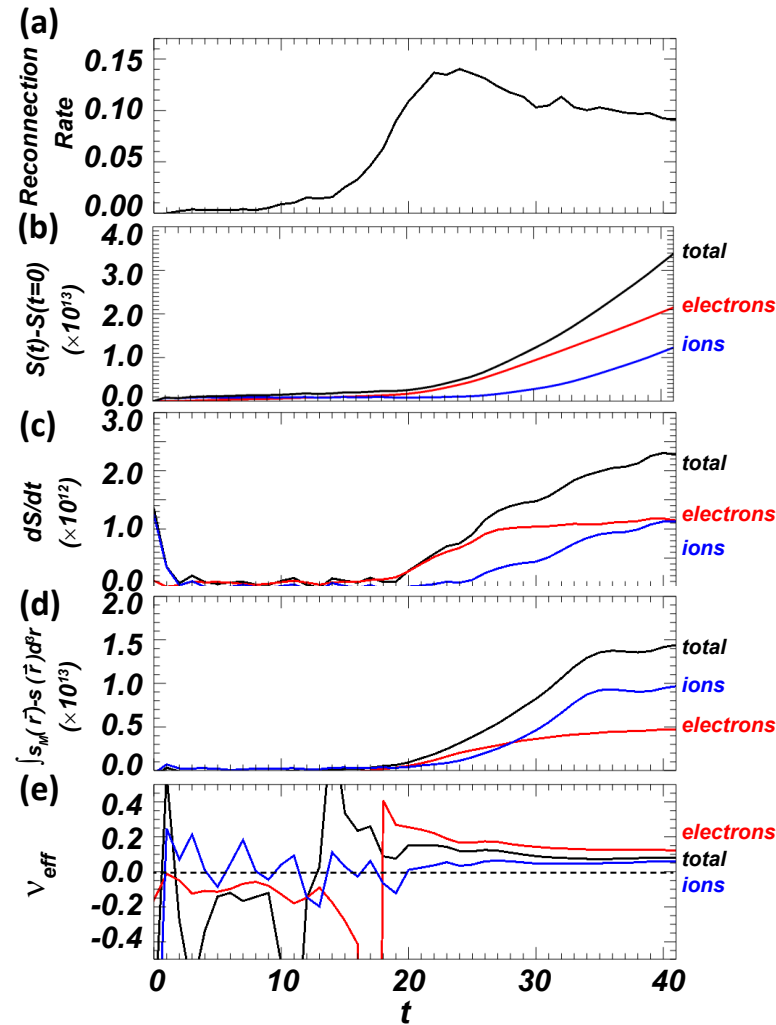 (a)
Reconnection
Rate
0.15
0.10
0.05
0.00
(b)
S(t)-S(t=0)
(×10¹³)
4.0
3.0
2.0
1.0
0.0
total
electrons
ions
(c)
dS/dt
(×10¹²)
3.0
2.0
1.0
0.0
total
electrons
ions
(d)
∫s_M(r⃗)-s(r⃗)d³r
(×10¹³)
2.0
1.5
1.0
0.5
0.0
total
ions
electrons
(e)
ν_eff
0.4
0.2
0.0
-0.2
-0.4
electrons
total
ions
0 10 20 30 40
t